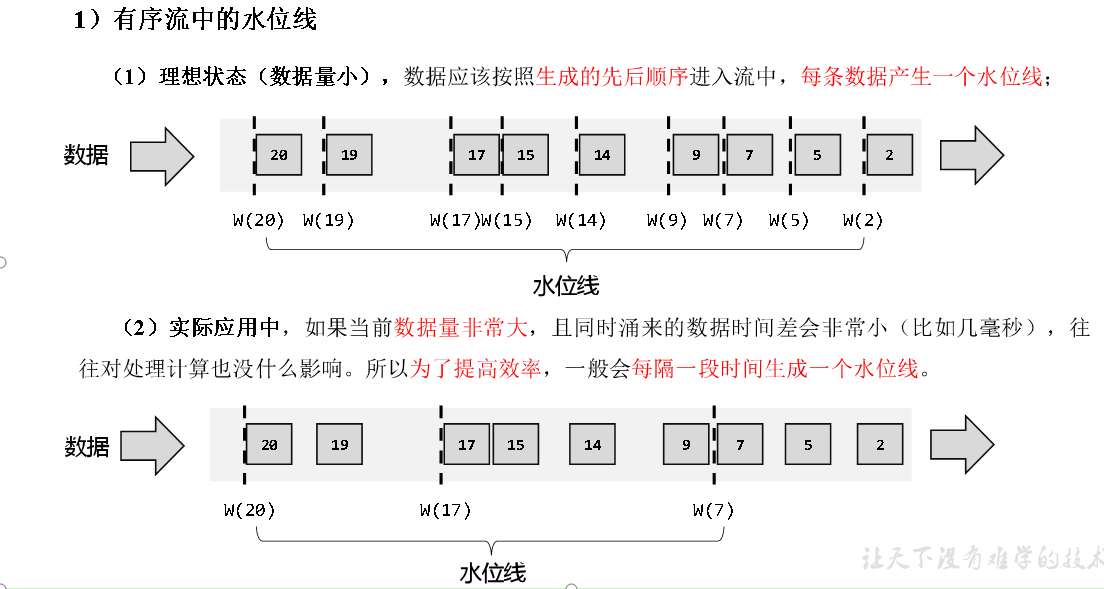 1）有序流中的水位线
（1）理想状态（数据量小），数据应该按照生成的先后顺序进入流中，每条数据产生一个水位线；
数据
20 19 17 15 14 9 7 5 2
W(20) W(19) W(17)W(15) W(14) W(9) W(7) W(5) W(2)
水位线
（2）实际应用中，如果当前数据量非常大，且同时涌来的数据时间差会非常小（比如几毫秒），往
往对处理计算也没什么影响。所以为了提高效率，一般会每隔一段时间生成一个水位线。
数据
20 19 17 15 14 9 7 5 2
W(20) W(17) W(7)
水位线
让天下没有难学的技术